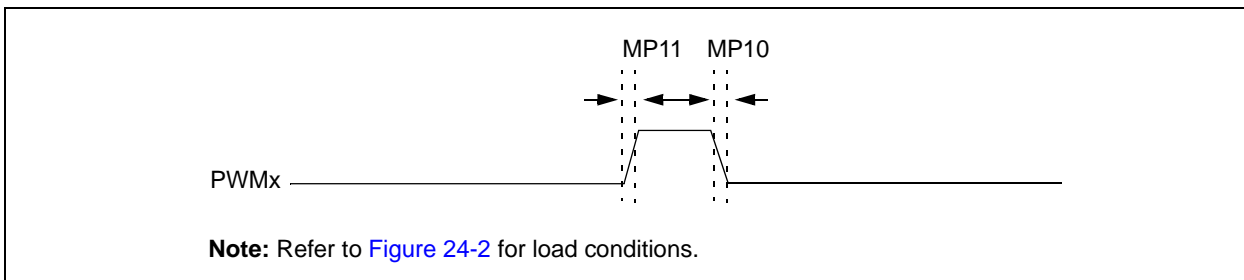 MP11 MP10
PWMx
Note: Refer to Figure 24-2 for load conditions.